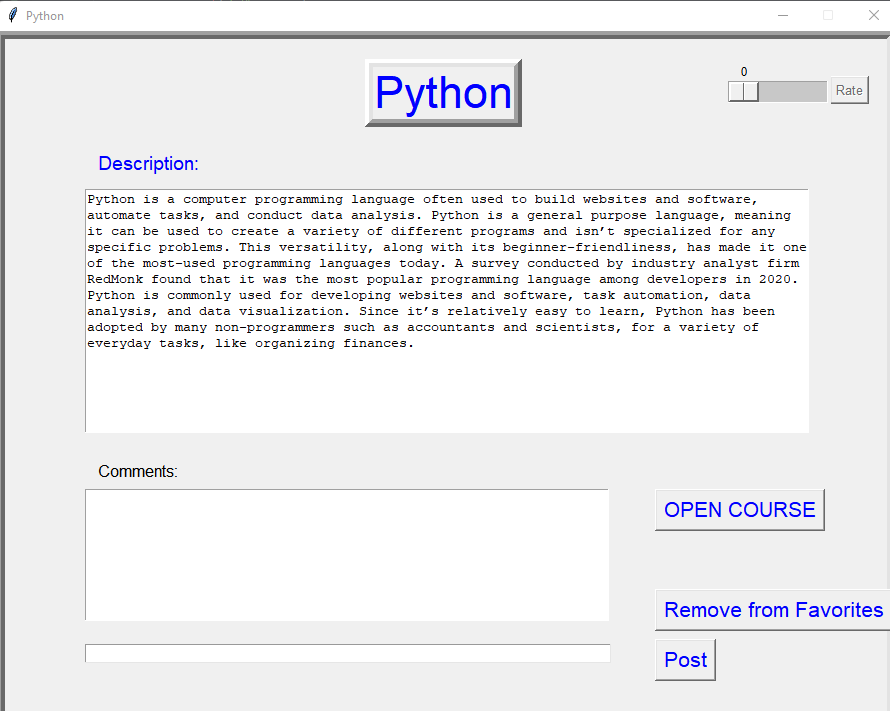 Python
Python
0
Rate
Description:
Python is a computer programming language often used to build websites and software,
automate tasks, and conduct data analysis. Python is a general purpose language, meaning
it can be used to create a variety of different programs and isn’t specialized for any
specific problems. This versatility, along with its beginner-friendliness, has made it one
of the most-used programming languages today. A survey conducted by industry analyst firm
RedMonk found that it was the most popular programming language among developers in 2020.
Python is commonly used for developing websites and software, task automation, data
analysis, and data visualization. Since it’s relatively easy to learn, Python has been
adopted by many non-programmers such as accountants and scientists, for a variety of
everyday tasks, like organizing finances.
Comments:
OPEN COURSE
Remove from Favorites
Post